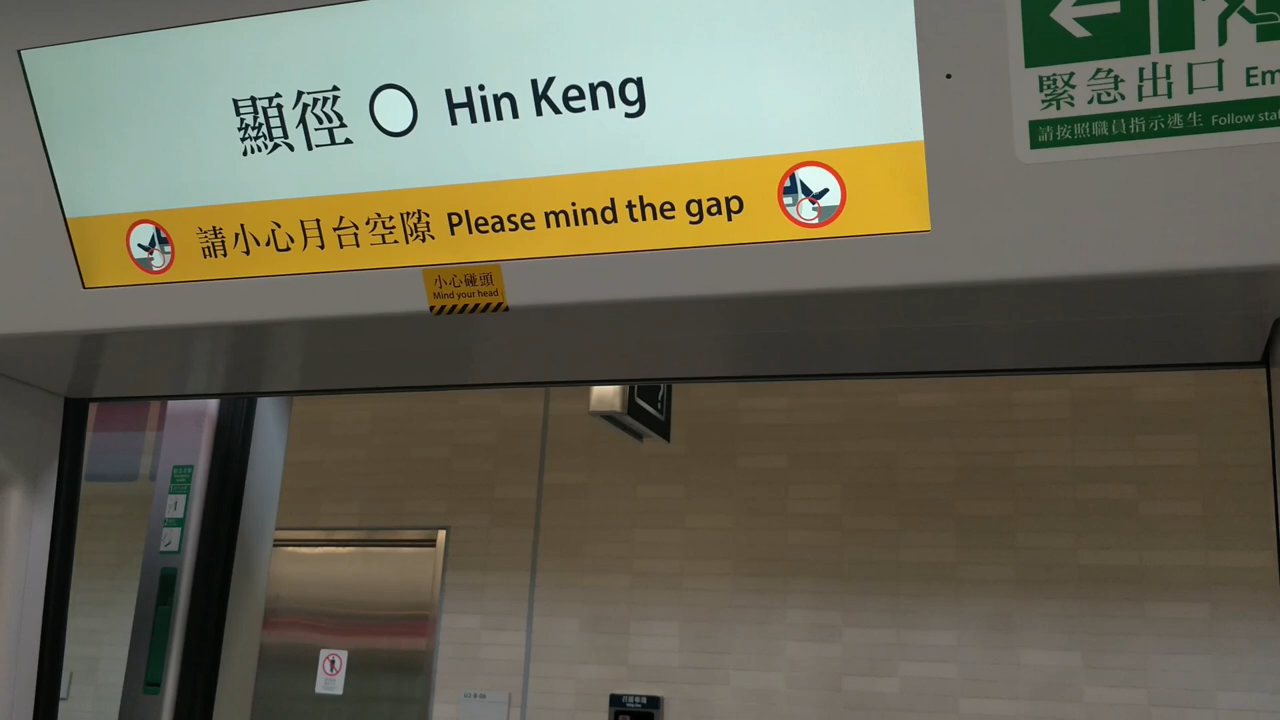 顯徑 Hin Keng
請小心月台空隙 Please mind the gap
小心碰頭
Mind your head
緊急出口
請按照職員指示逃生 Follow